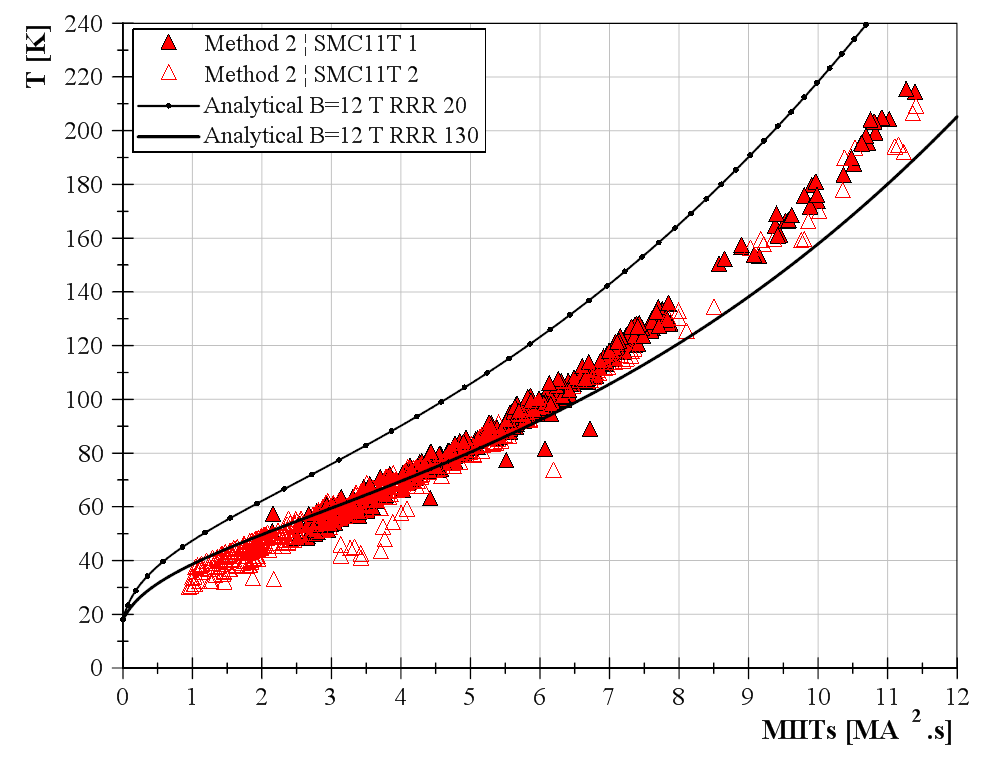 T [K]
240
220
200
180
160
140
120
100
80
60
40
20
0
Method 2 ¦ SMC11T 1
Method 2 ¦ SMC11T 2
Analytical B=12 T RRR 20
Analytical B=12 T RRR 130
0 1 2 3 4 5 6 7 8 9 10 11 12
MIITs [MA ² .s]